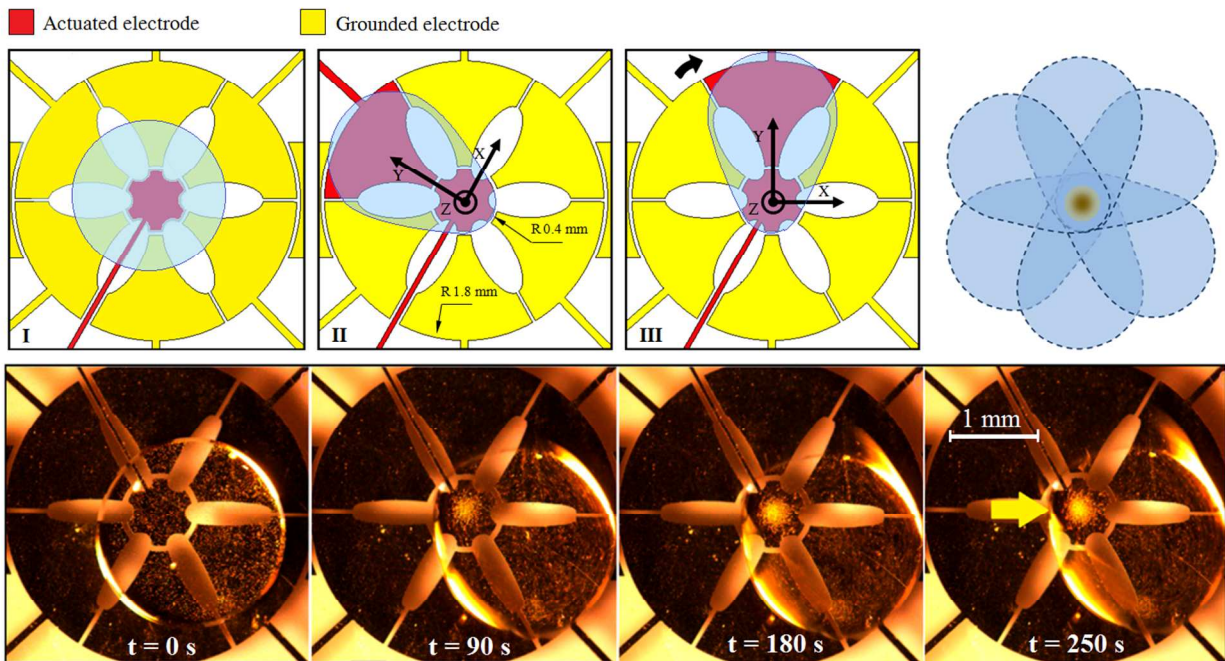 Actuated electrode
Grounded electrode
I
Y
X
Z
R 0.4 mm
R 1.8 mm
II
Y
X
Z
III
t = 0 s
t = 90 s
t = 180 s
1 mm
t = 250 s